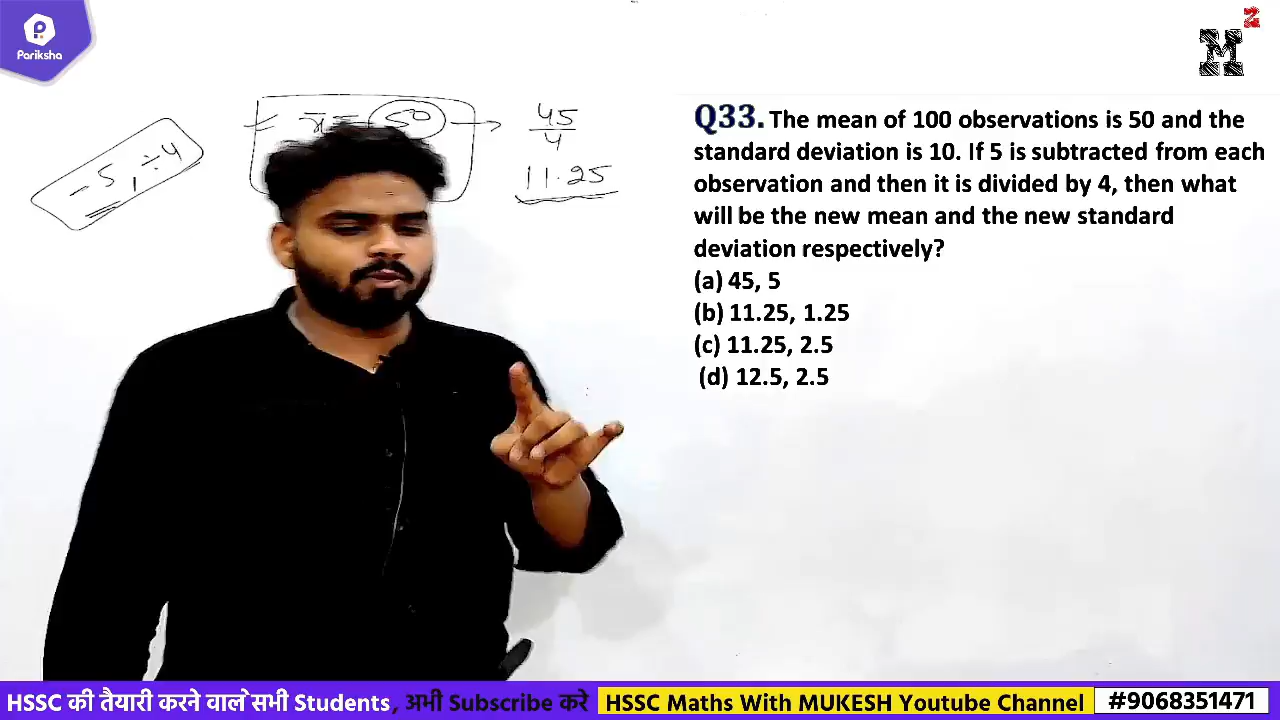 Pariksha
M²
-5, ÷4
x̄ = 50 → 45/4
11.25
Q33. The mean of 100 observations is 50 and the
standard deviation is 10. If 5 is subtracted from each
observation and then it is divided by 4, then what
will be the new mean and the new standard
deviation respectively?
(a) 45, 5
(b) 11.25, 1.25
(c) 11.25, 2.5
(d) 12.5, 2.5
HSSC की तैयारी करने वाले सभी Students, अभी Subscribe करे HSSC Maths With MUKESH Youtube Channel #9068351471